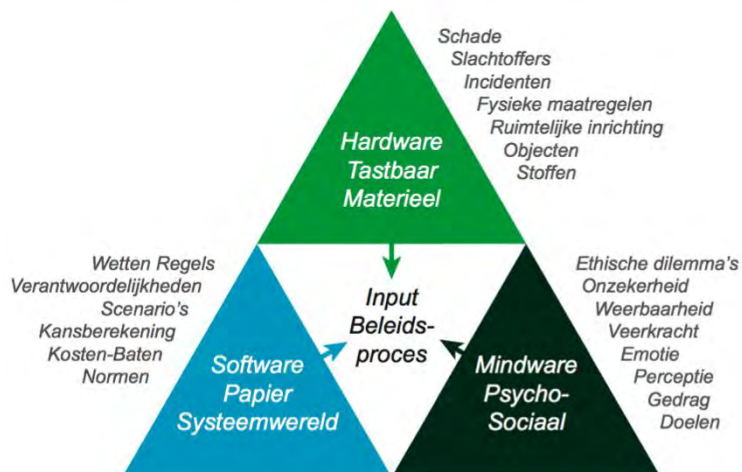 Schade
Slachtoffers
Incidenten
Fysieke maatregelen
Ruimtelijke inrichting
Objecten
Stoffen
Hardware
Tastbaar
Materieel
Wetten Regels
Verantwoordelijkheden
Scenario's
Kansberekening
Kosten-Baten
Normen
Software
Papier
Systeemwereld
Input
Beleids-
proces
Mindware
Psycho-
Sociaal
Ethische dilemma's
Onzekerheid
Weerbaarheid
Veerkracht
Emotie
Perceptie
Gedrag
Doelen